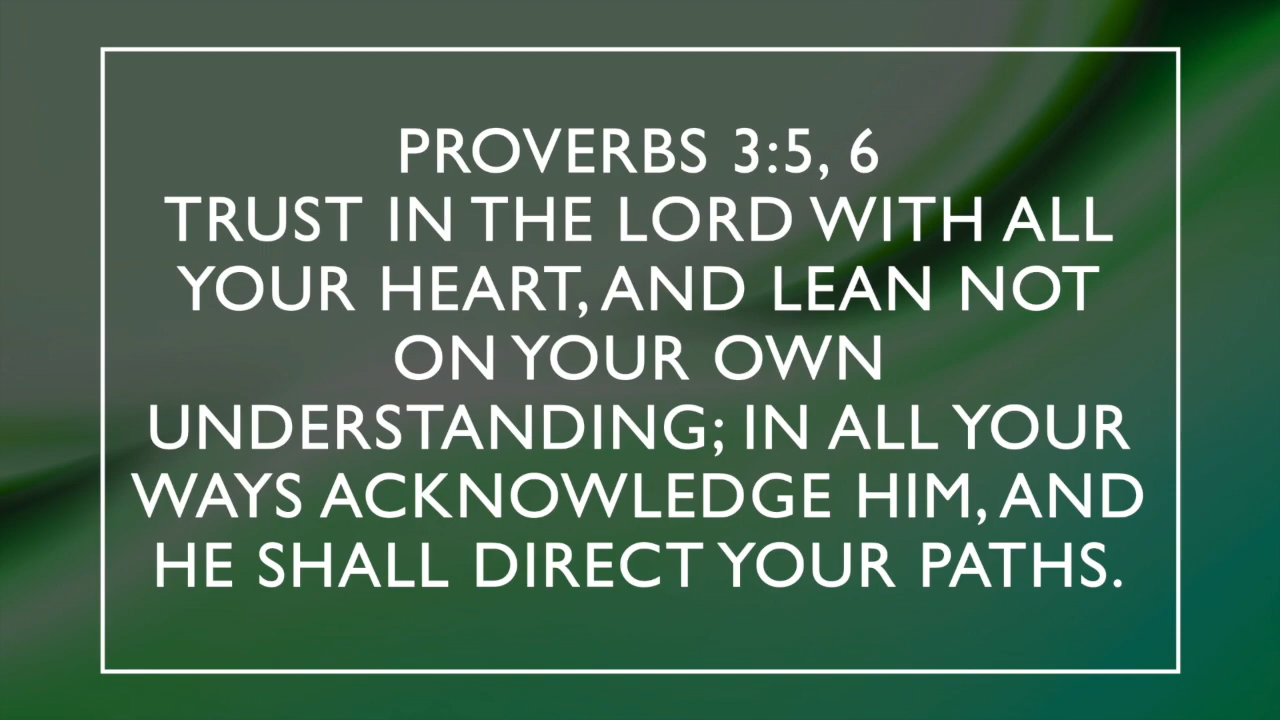 PROVERBS 3:5, 6
TRUST IN THE LORD WITH ALL
YOUR HEART, AND LEAN NOT
ON YOUR OWN
UNDERSTANDING; IN ALL YOUR
WAYS ACKNOWLEDGE HIM, AND
HE SHALL DIRECT YOUR PATHS.